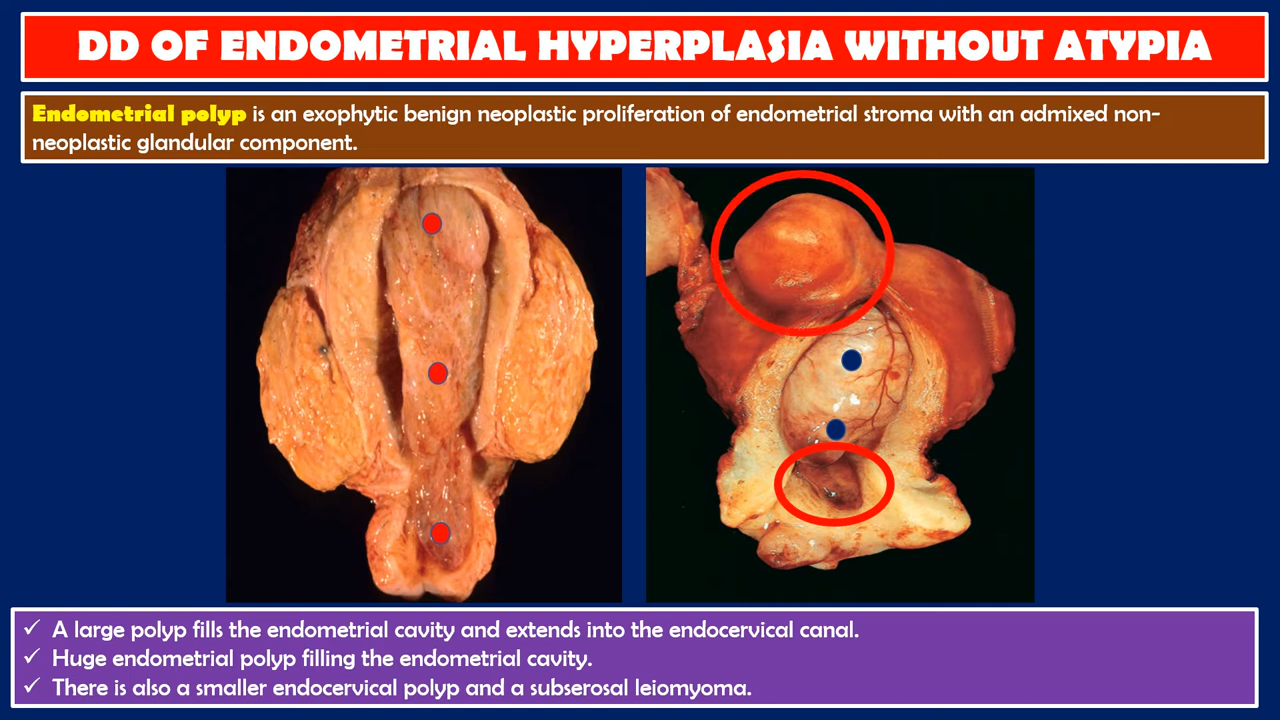 DD OF ENDOMETRIAL HYPERPLASIA WITHOUT ATYPIA
Endometrial polyp is an exophytic benign neoplastic proliferation of endometrial stroma with an admixed non-
neoplastic glandular component.
✓ A large polyp fills the endometrial cavity and extends into the endocervical canal.
✓ Huge endometrial polyp filling the endometrial cavity.
✓ There is also a smaller endocervical polyp and a subserosal leiomyoma.